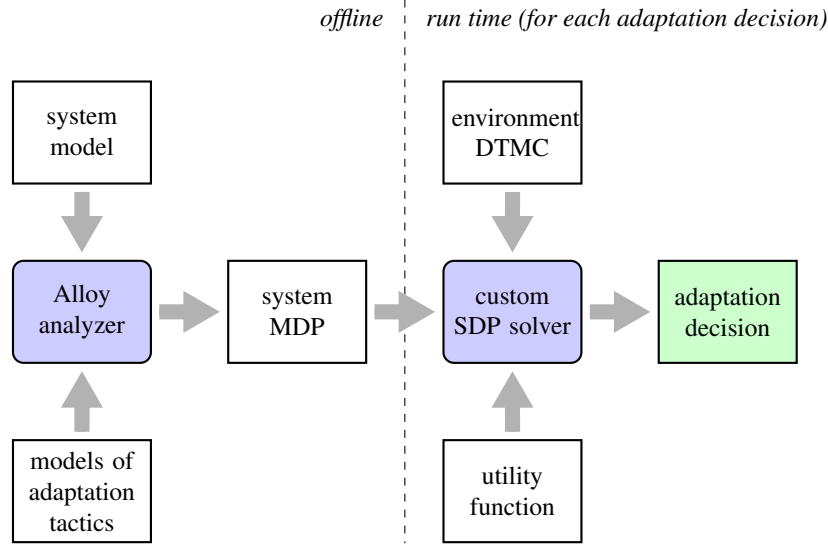 offline
run time (for each adaptation decision)
system
model
environment
DTMC
Alloy
analyzer
system
MDP
custom
SDP solver
adaptation
decision
models of
adaptation
tactics
utility
function